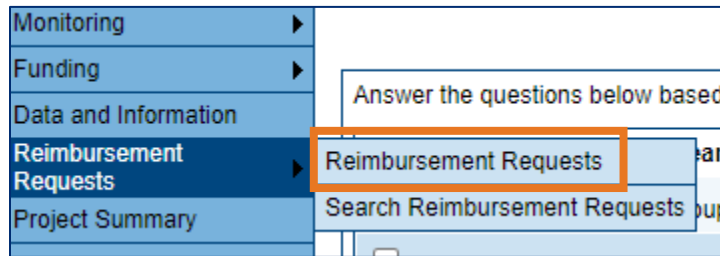 Monitoring
Funding
Data and Information
Reimbursement
Requests
Project Summary
Answer the questions below based
Reimbursement Requests
Search Reimbursement Requests